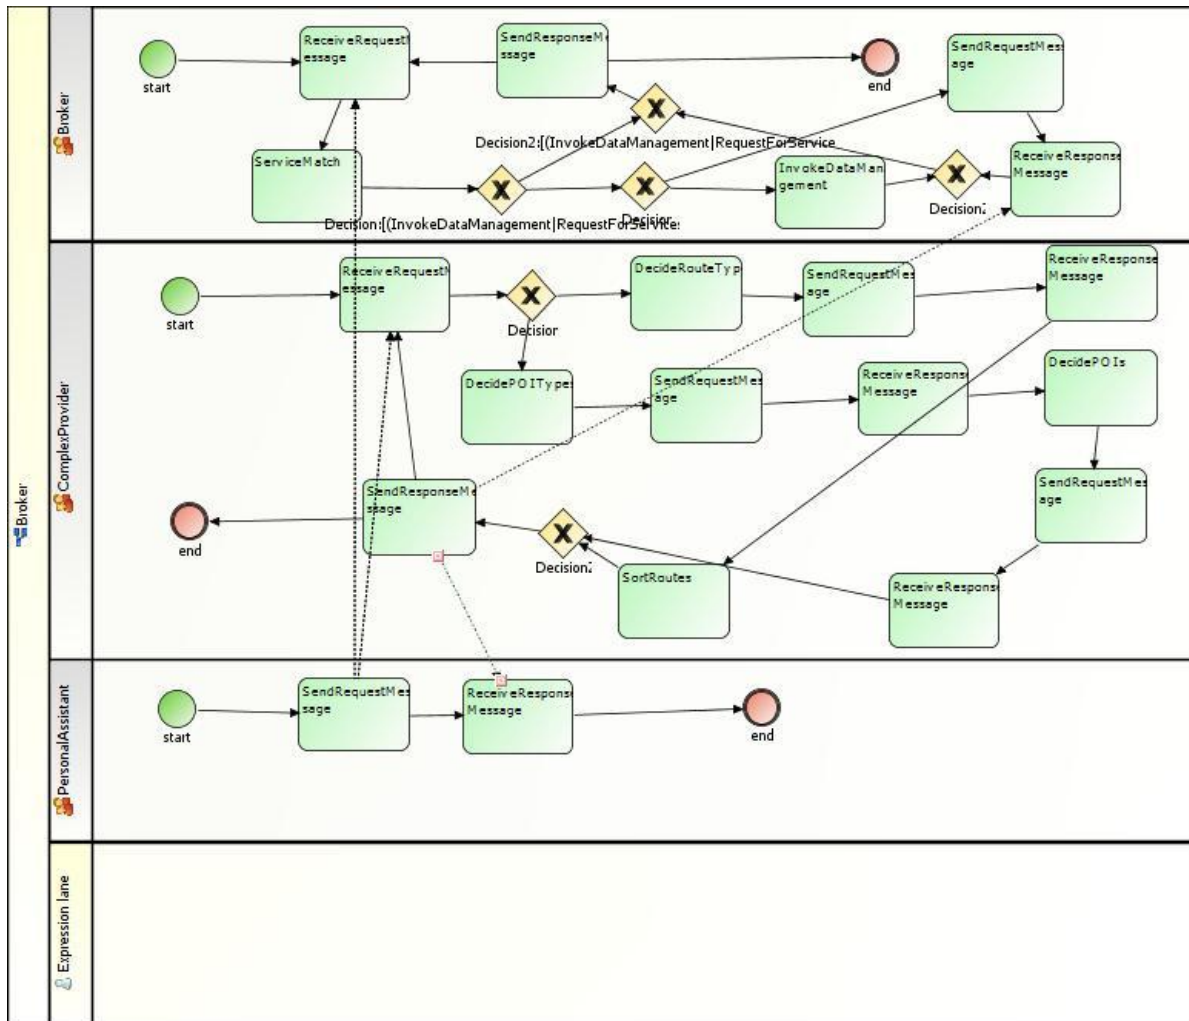 Broker
Broker
start
ReceiveRequestM
essage
SendResponseMe
ssage
end
SendRequestMes
age
Decision2:[(InvokeDataManagement|RequestForService
ServiceMatch
InvokeDataMan
gement
ReceiveResponse
Message
Decision2
Decision
Decision:[(InvokeDataManagement|RequestForService:
ComplexProvider
start
ReceiveRequestM
essage
Decision
DecideRouteTyp
SendRequestMes
age
ReceiveResponse
Message
DecidePOITypes
SendRequestMes
age
ReceiveResponse
Message
DecidePOIs
SendRequestMes
age
end
SendResponseMe
ssage
Decision2
SortRoutes
ReceiveResponse
Message
PersonalAssistant
start
SendRequestMes
sage
ReceiveResponse
Message
end
Expression lane